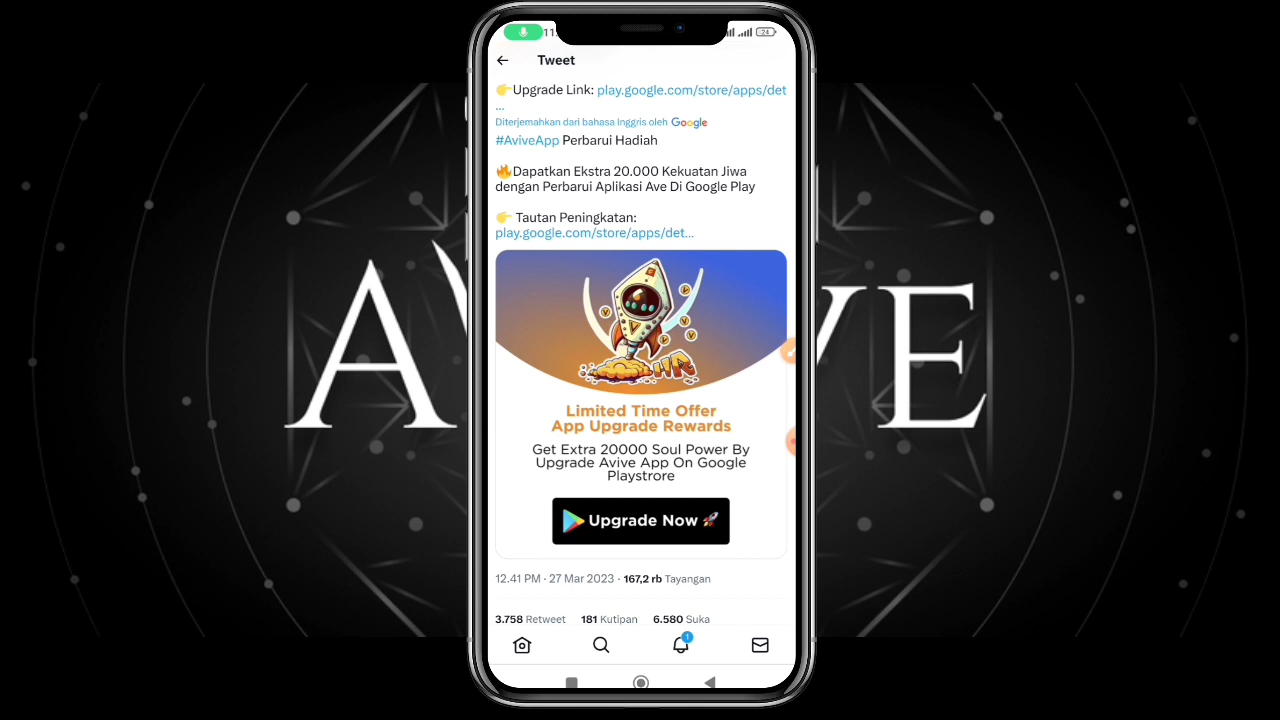 11
24
Tweet
👉Upgrade Link: play.google.com/store/apps/det
...
Diterjemahkan dari bahasa Inggris oleh Google
#AviveApp Perbarui Hadiah
🔥Dapatkan Ekstra 20.000 Kekuatan Jiwa
dengan Perbarui Aplikasi Ave Di Google Play
👉 Tautan Peningkatan:
play.google.com/store/apps/det...
Limited Time Offer
App Upgrade Rewards
Get Extra 20000 Soul Power By
Upgrade Avive App On Google
Playstrore
Upgrade Now 🚀
12.41 PM · 27 Mar 2023 · 167,2 rb Tayangan
3.758 Retweet 181 Kutipan 6.580 Suka
1
A VE